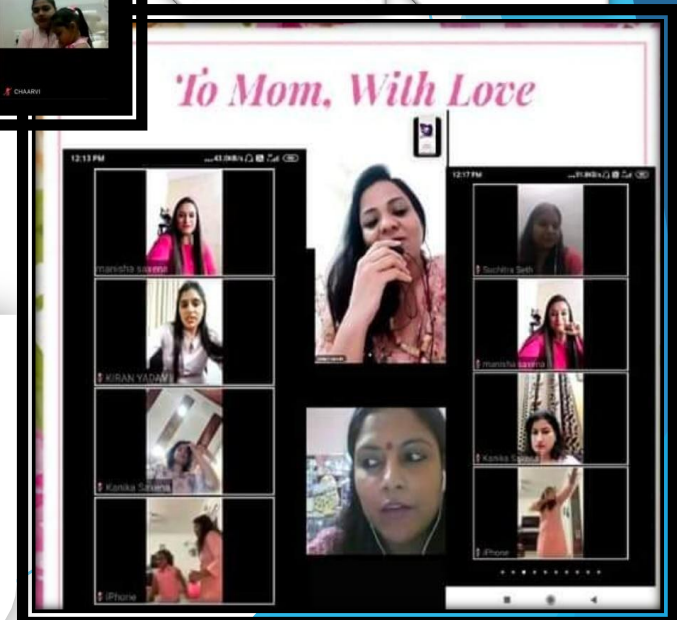 CHAARVI
To Mom, With Love
12:13 PM
manisha saxena
KIRAN YADAV
Kanika Saxena
iPhone
12:17 PM
Suchitra Seth
manisha saxena
Kanika Saxena
iPhone